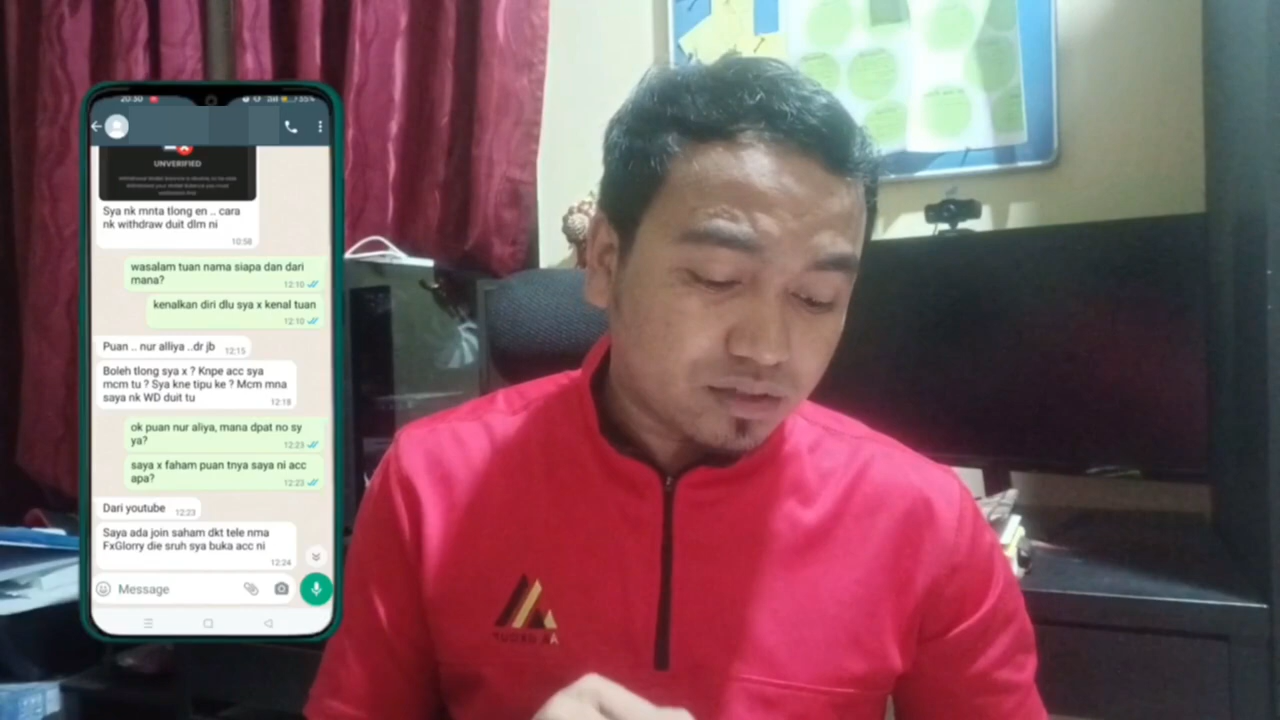 20:30
55%
UNVERIFIED
Sya nk mnta tlong en .. cara
nk withdraw duit dlm ni
10:58
wasalam tuan nama siapa dan dari
mana?
12:10
kenalkan diri dlu sya x kenal tuan
12:10
Puan .. nur alliya ..dr jb
12:15
Boleh tlong sya x ? Knpe acc sya
mcm tu ? Sya kne tipu ke ? Mcm mna
saya nk WD duit tu
12:18
ok puan nur aliya, mana dpat no sy
ya?
12:23
saya x faham puan tnya saya ni acc
apa?
12:23
Dari youtube
12:23
Saya ada join saham dkt tele nma
FxGlorry die sruh sya buka acc ni
12:24
Message
AA GROUP